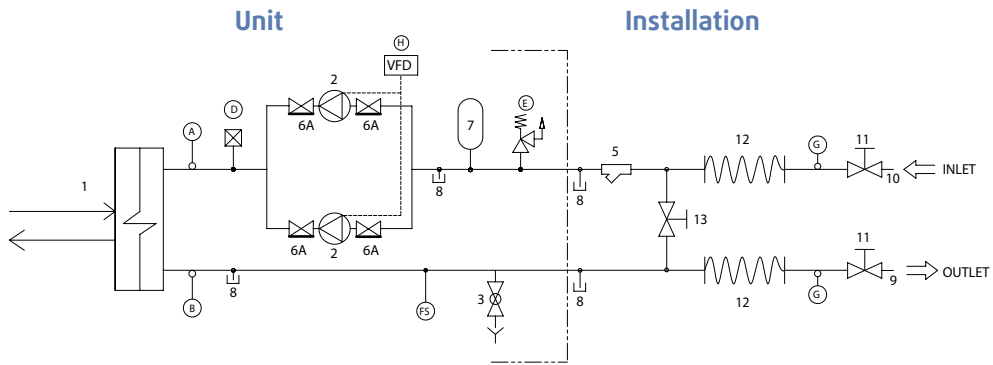 Unit
Installation
H
VFD
2
D
6A
6A
7
E
A
5
12
G
11
1
8
8
10
INLET
13
6A
6A
2
11
8
8
9
OUTLET
B
FS
3
12
G